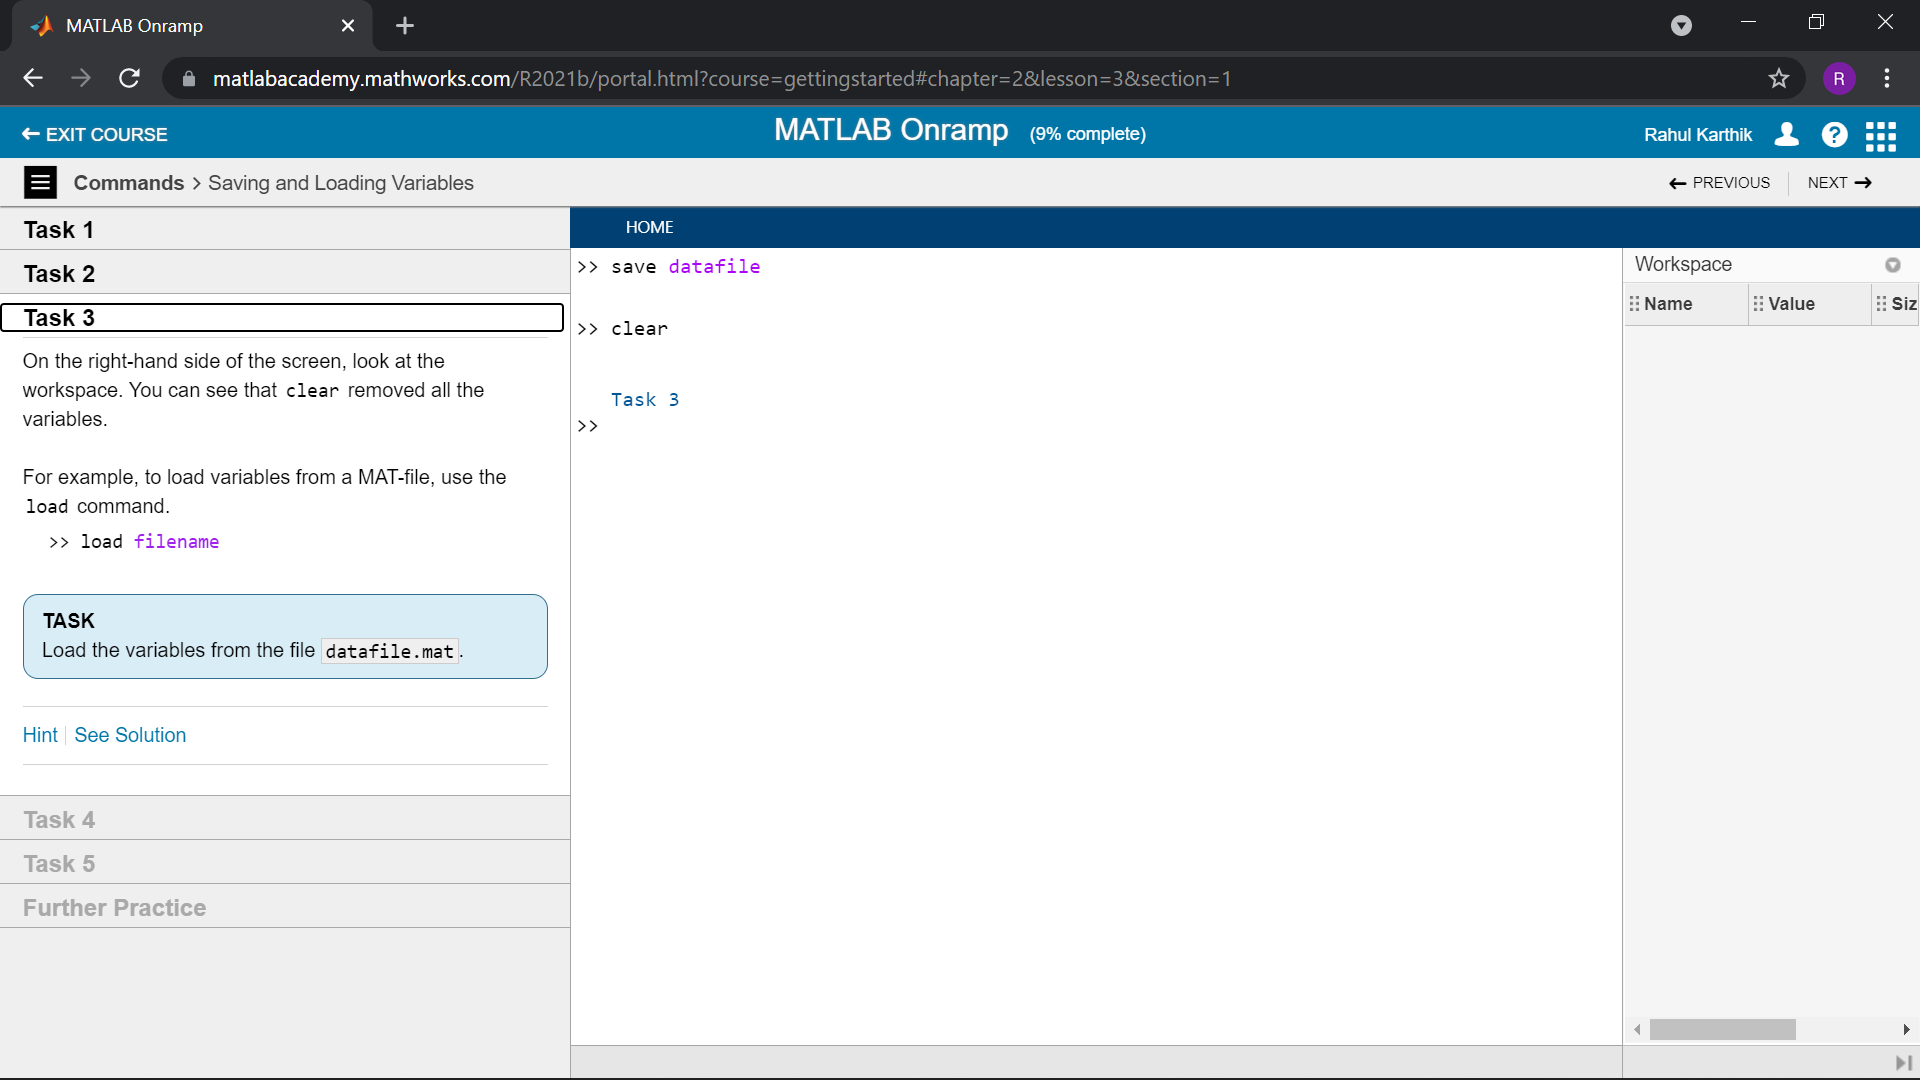 MATLAB Onramp
matlabacademy.mathworks.com/R2021b/portal.html?course=gettingstarted#chapter=2&lesson=3&section=1
R
EXIT COURSE
MATLAB Onramp (9% complete)
Rahul Karthik
?
Commands > Saving and Loading Variables
PREVIOUS
NEXT
Task 1
Task 2
Task 3
On the right-hand side of the screen, look at the
workspace. You can see that clear removed all the
variables.
For example, to load variables from a MAT-file, use the
load command.
>> load filename
TASK
Load the variables from the file datafile.mat.
Hint
See Solution
Task 4
Task 5
Further Practice
HOME
>> save datafile
>> clear
Task 3
>>
Workspace
Name
Value
Siz